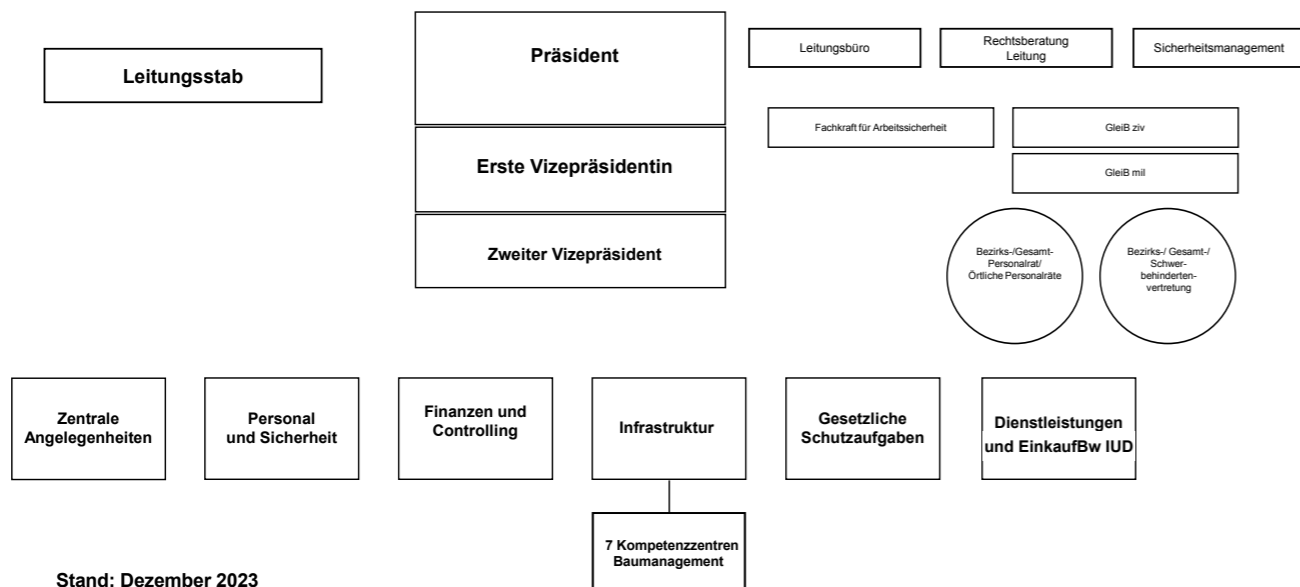 Leitungsstab
Präsident
Erste Vizepräsidentin
Zweiter Vizepräsident
Leitungsbüro
Rechtsberatung
Leitung
Sicherheitsmanagement
Fachkraft für Arbeitssicherheit
GleiB ziv
GleiB mil
Bezirks-/Gesamt-
Personalrat/
Örtliche Personalräte
Bezirks-/ Gesamt-/
Schwer-
behinderten-
vertretung
Zentrale
Angelegenheiten
Personal
und Sicherheit
Finanzen und
Controlling
Infrastruktur
Gesetzliche
Schutzaufgaben
Dienstleistungen
und EinkaufBw IUD
7 Kompetenzzentren
Baumanagement
Stand: Dezember 2023